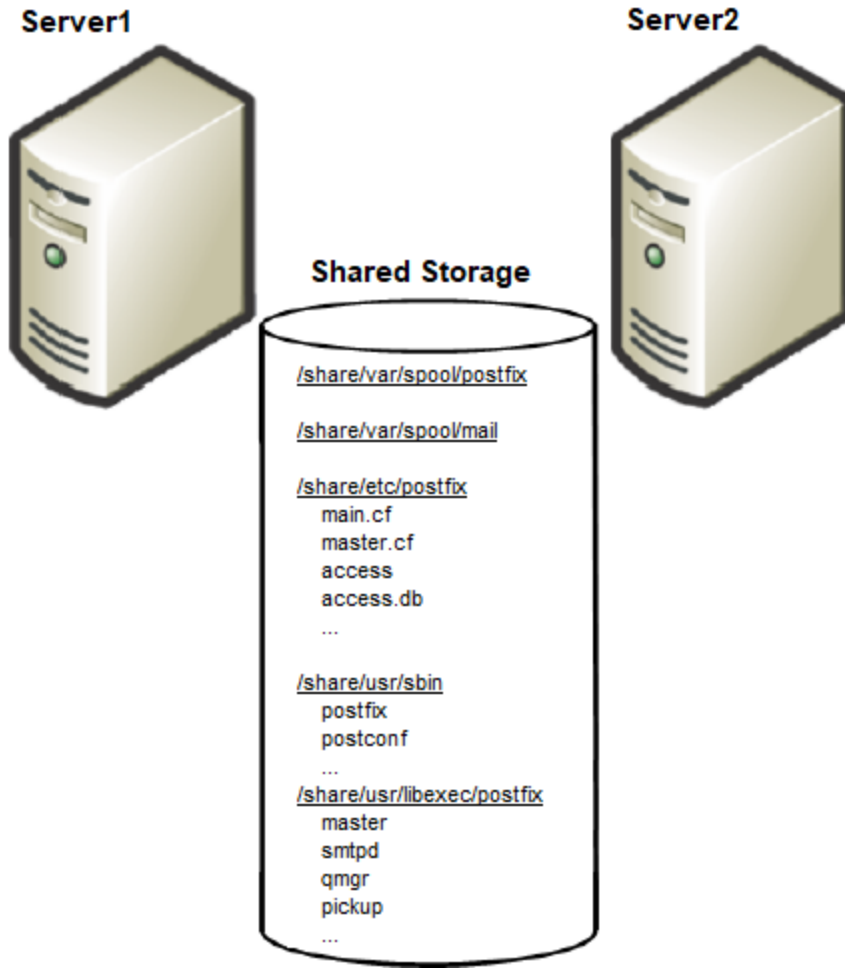 Server1
Server2
Shared Storage
/share/var/spool/postfix
/share/var/spool/mail
/share/etc/postfix
main.cf
master.cf
access
access.db
...
/share/usr/sbin
postfix
postconf
...
/share/usr/libexec/postfix
master
smtpd
qmgr
pickup
...